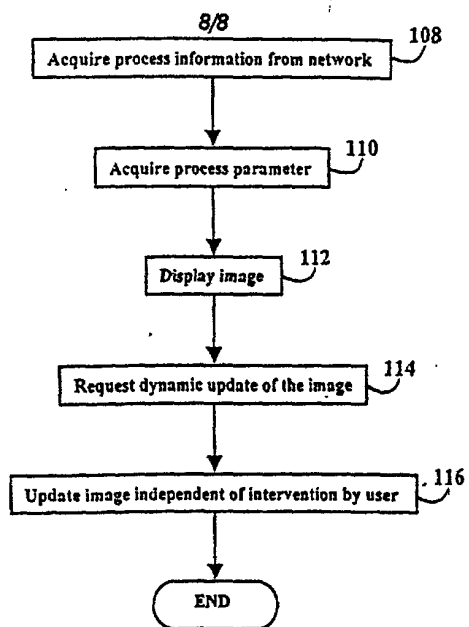 8/8
Acquire process information from network
108
Acquire process parameter
110
Display image
112
Request dynamic update of the image
114
Update image independent of intervention by user
116
END